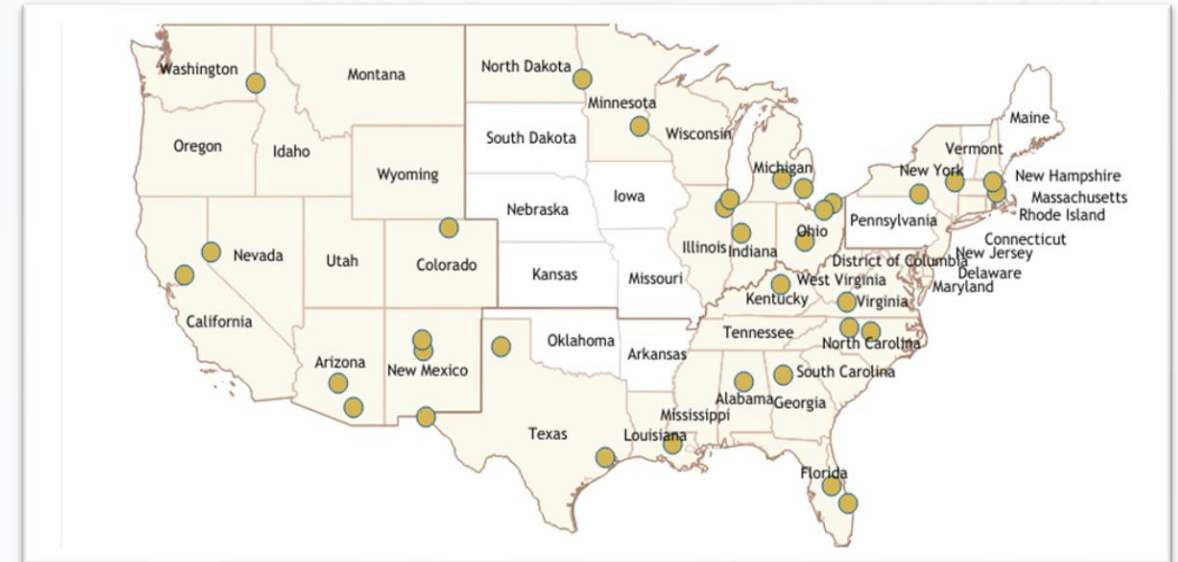 Washington
Montana
North Dakota
Minnesota
Maine
Oregon
Idaho
South Dakota
Wisconsin
Vermont
Wyoming
Michigan
New York
New Hampshire
Nebraska
Iowa
Massachusetts
Rhode Island
Pennsylvania
Nevada
Utah
Colorado
Illinois
Indiana
Ohio
Connecticut
New Jersey
District of Columbia
Delaware
Maryland
Kansas
Missouri
West Virginia
Kentucky
Virginia
California
Tennessee
North Carolina
Oklahoma
Arkansas
Arizona
New Mexico
South Carolina
Alabama
Georgia
Mississippi
Texas
Louisiana
Florida